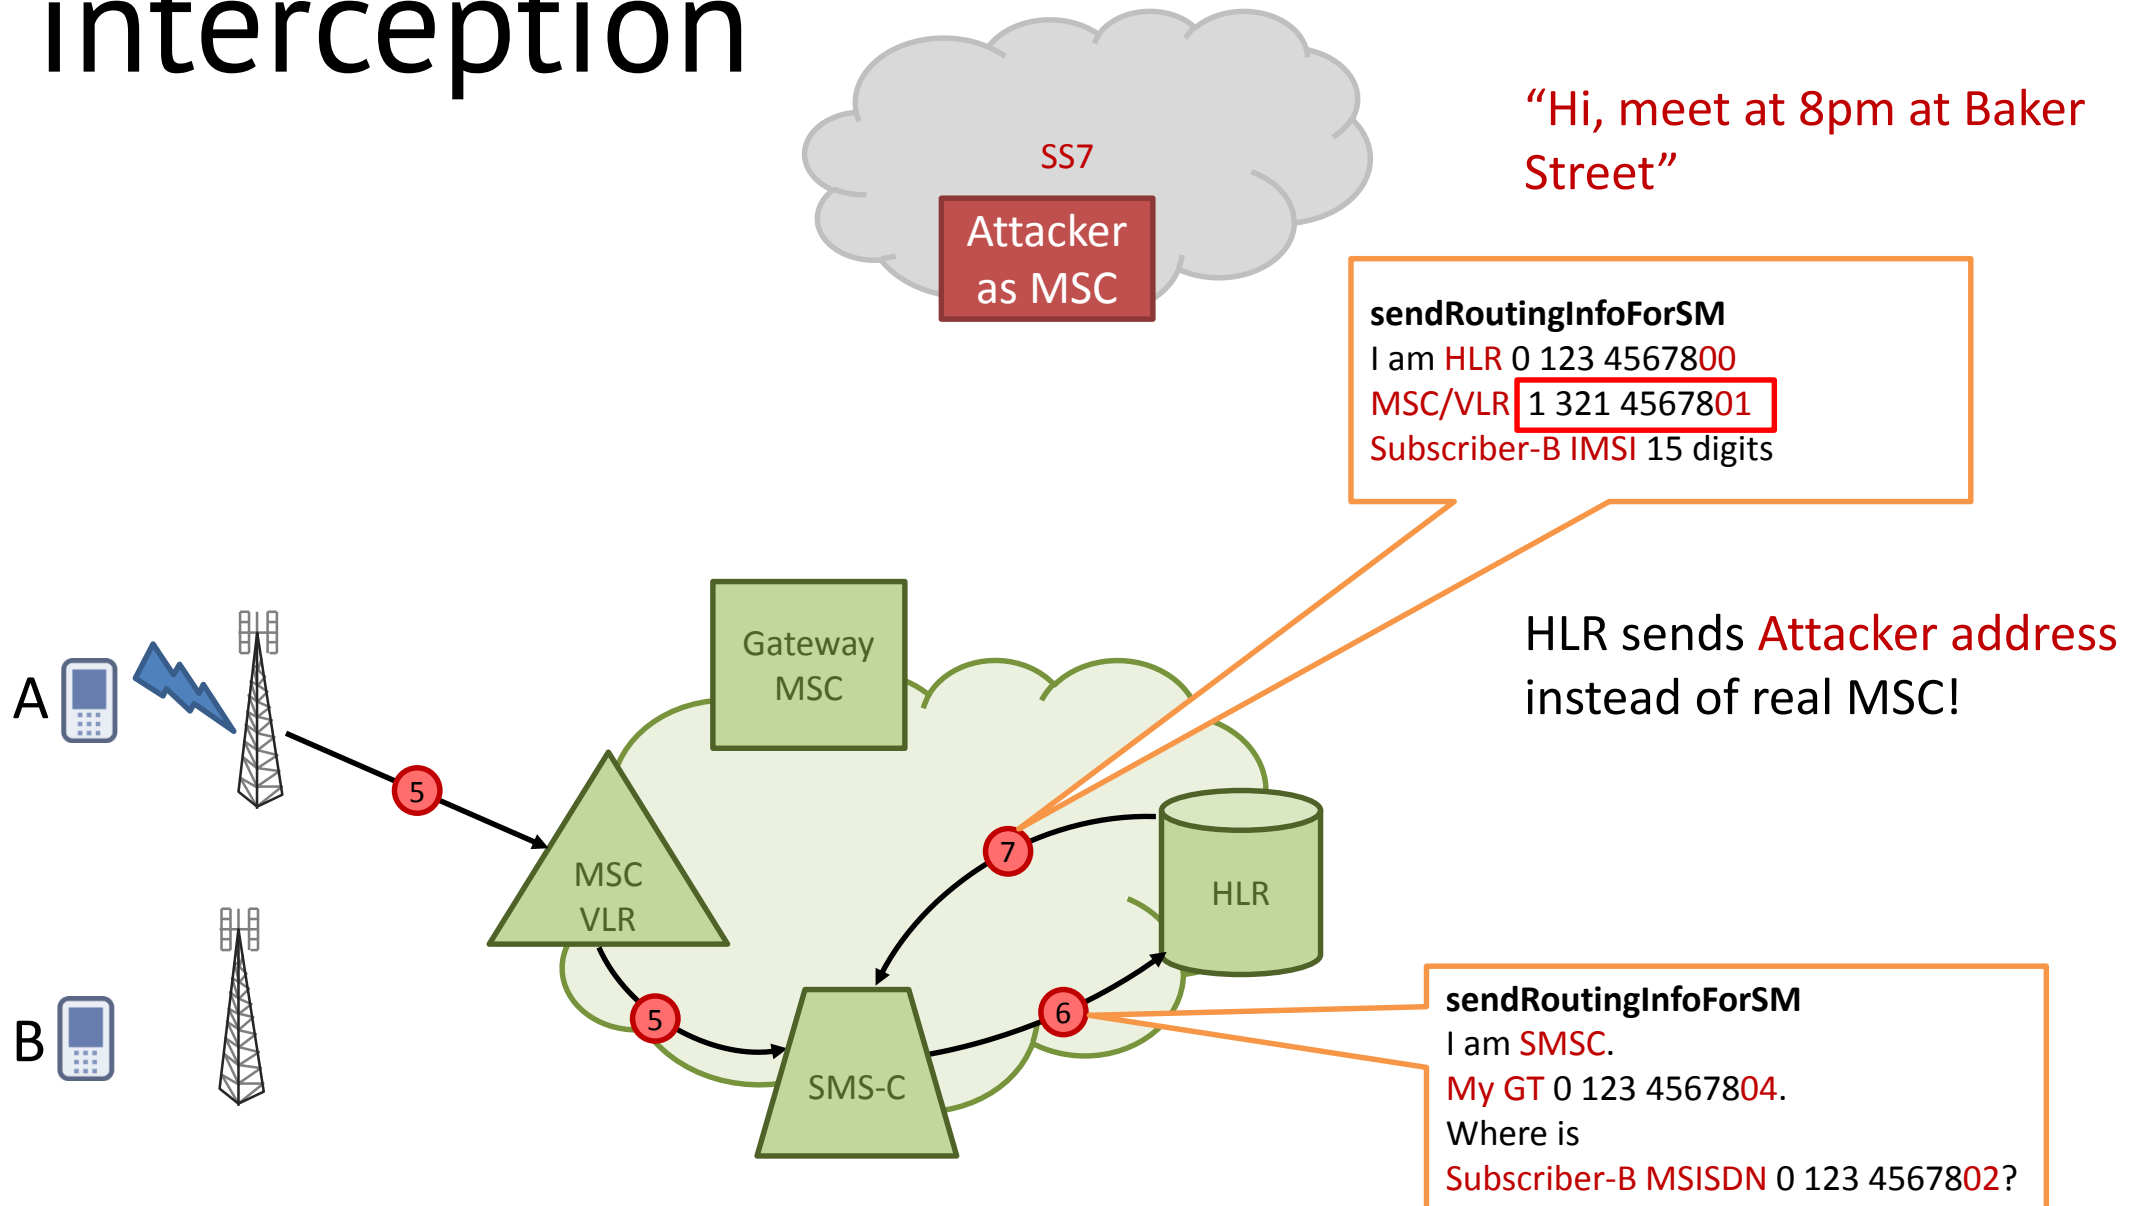 interception
SS7
Attacker
as MSC
“Hi, meet at 8pm at Baker
Street”
sendRoutingInfoForSM
I am HLR 0 123 4567800
MSC/VLR 1 321 4567801
Subscriber-B IMSI 15 digits
HLR sends Attacker address
instead of real MSC!
Gateway
MSC
A
5
MSC
VLR
7
HLR
B
5
6
SMS-C
sendRoutingInfoForSM
I am SMSC.
My GT 0 123 4567804.
Where is
Subscriber-B MSISDN 0 123 4567802?